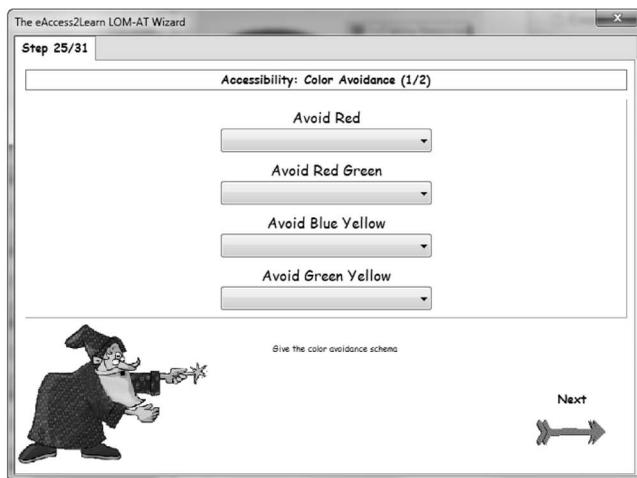 The eAccess2Learn LOM-AT Wizard
Step 25/31
Accessibility: Color Avoidance (1/2)
Avoid Red
Avoid Red Green
Avoid Blue Yellow
Avoid Green Yellow
Give the color avoidance schema
Next